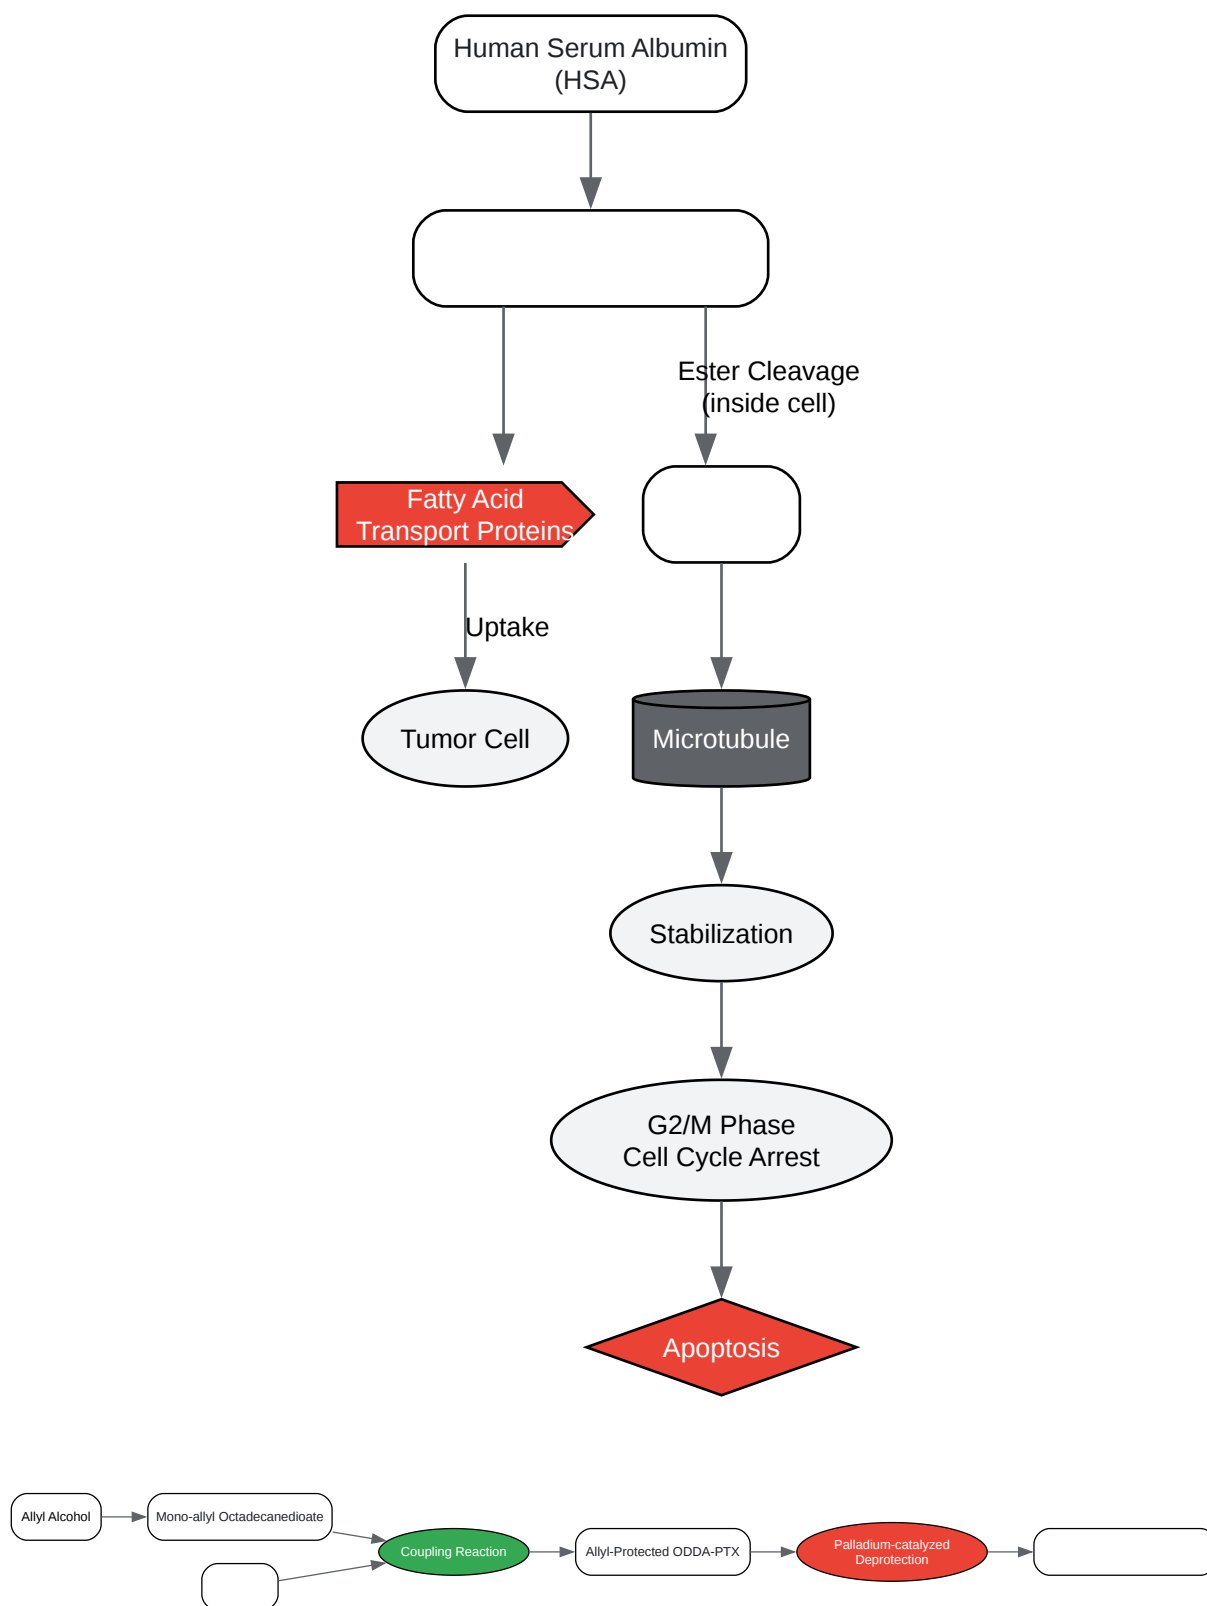 Human Serum Albumin
(HSA)
Ester Cleavage
(inside cell)
Fatty Acid
Transport Proteins
Uptake
Tumor Cell
Microtubule
Stabilization
G2/M Phase
Cell Cycle Arrest
Apoptosis
Allyl Alcohol
Mono-allyl Octadecanedioate
Coupling Reaction
Allyl-Protected ODDA-PTX
Palladium-catalyzed
Deprotection